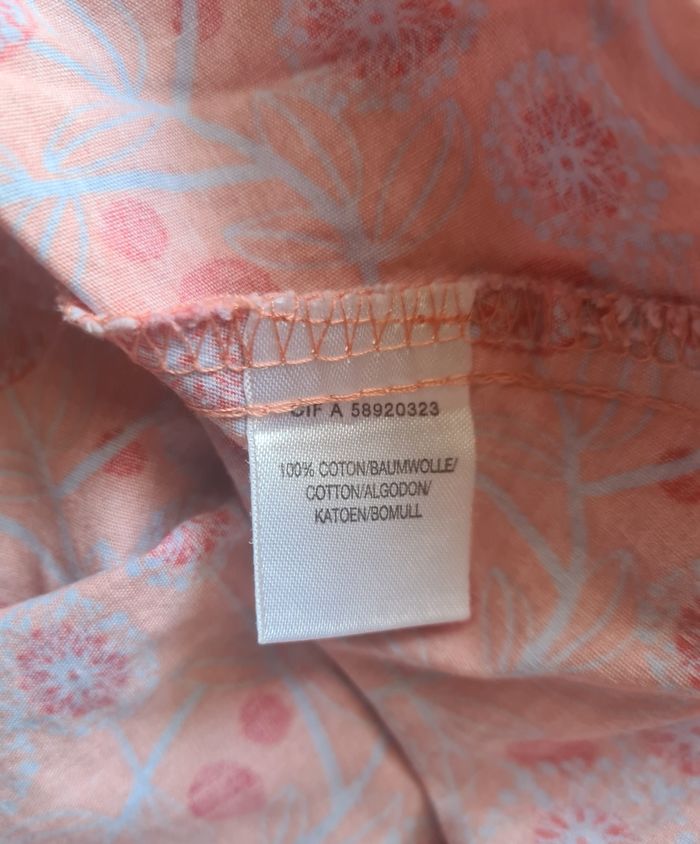 CIF A 58920323
100% COTON/BAUMWOLLE/
COTTON/ALGODON/
KATOEN/BOMULL